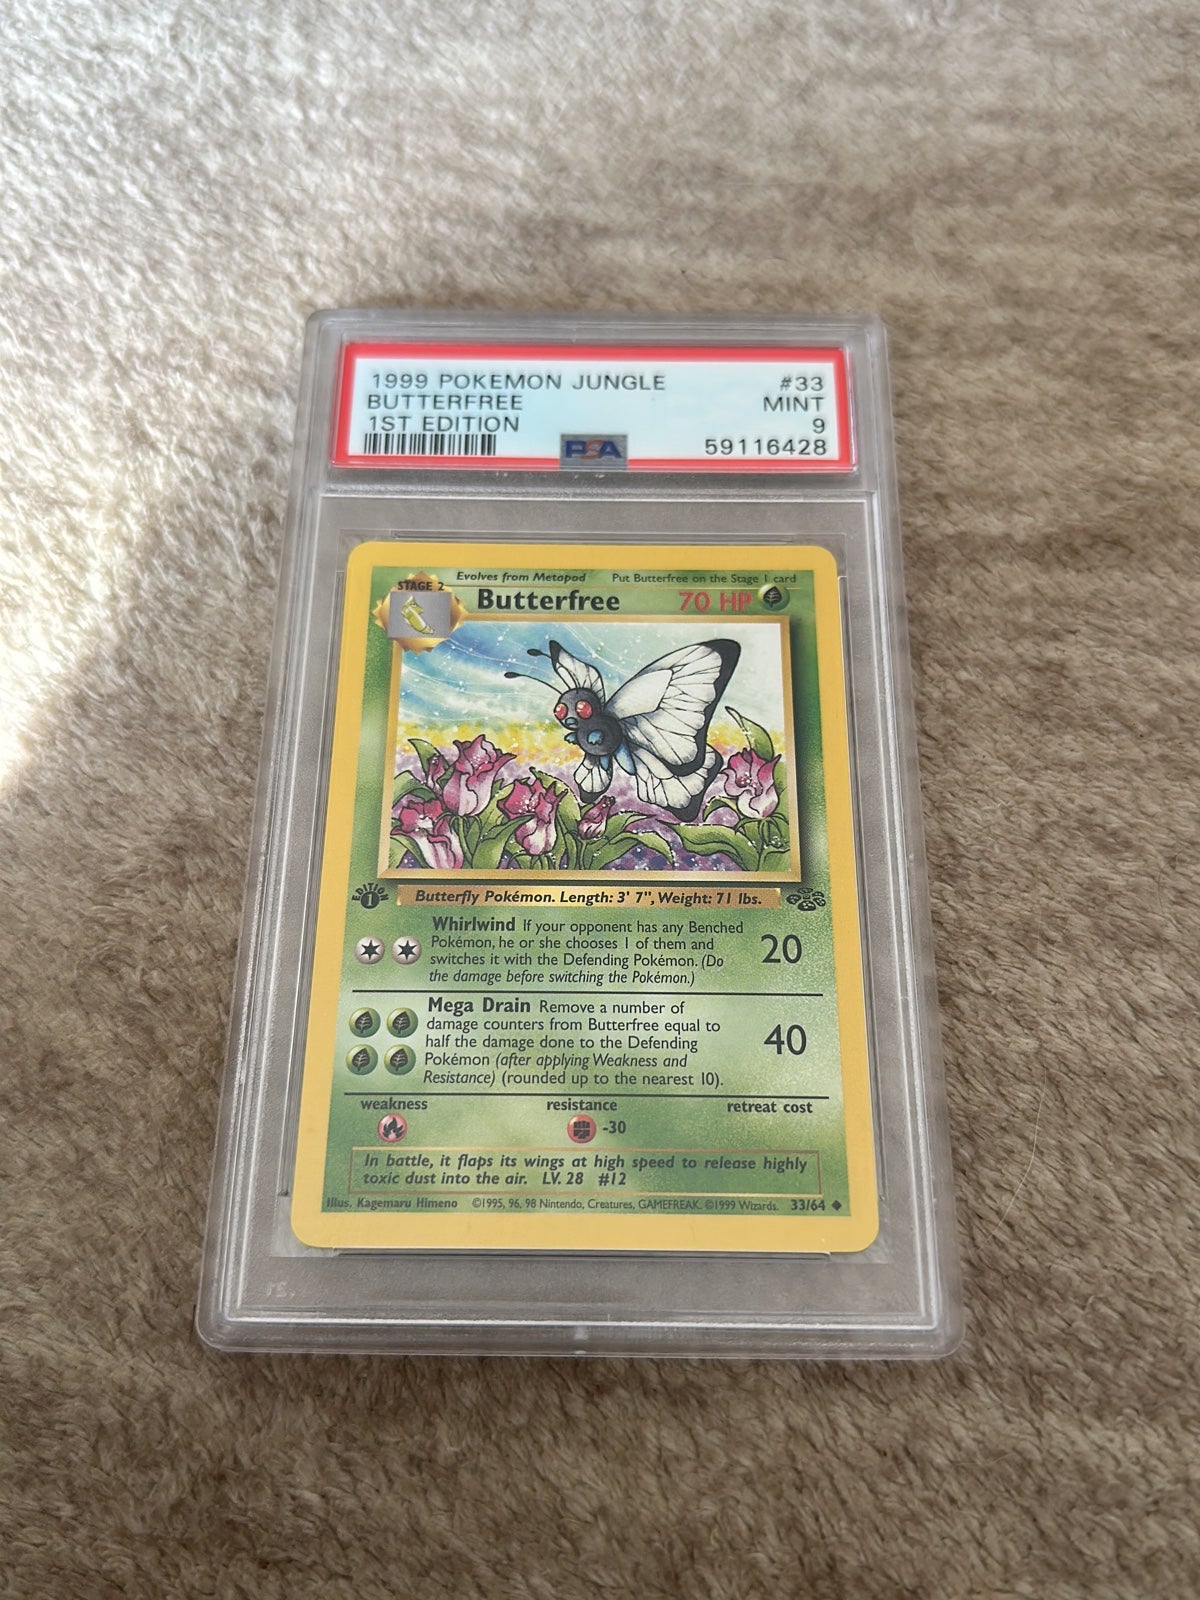 1999 POKEMON JUNGLE #33
BUTTERFREE MINT
1ST EDITION 9
PSA 59116428
Evolves from Metapod Put Butterfree on the Stage 1 card
STAGE 2
Butterfree 70 HP
EDITION
1
Butterfly Pokémon. Length: 3' 7", Weight: 71 lbs.
Whirlwind If your opponent has any Benched
Pokémon, he or she chooses 1 of them and
switches it with the Defending Pokémon. (Do
the damage before switching the Pokémon.)
20
Mega Drain Remove a number of
damage counters from Butterfree equal to
half the damage done to the Defending
Pokémon (after applying Weakness and
Resistance) (rounded up to the nearest 10).
40
weakness resistance retreat cost
-30
In battle, it flaps its wings at high speed to release highly
toxic dust into the air. LV. 28 #12
Illus. Kagemaru Himeno ©1995, 96, 98 Nintendo, Creatures, GAMEFREAK. ©1999 Wizards. 33/64